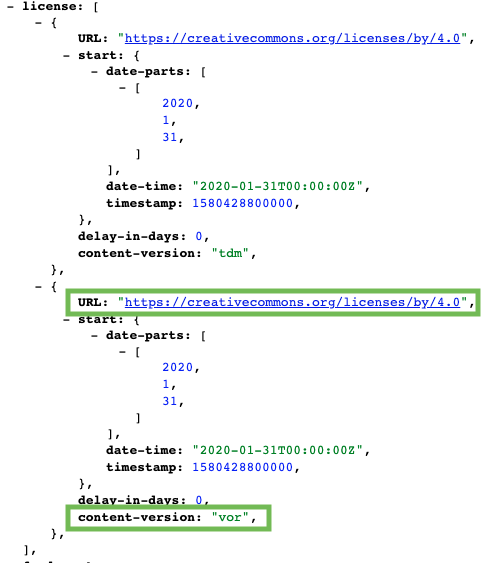 - license: [
- {
URL: "https://creativecommons.org/licenses/by/4.0",
- start: {
- date-parts: [
- [
2020,
1,
31,
]
],
date-time: "2020-01-31T00:00:00Z",
timestamp: 1580428800000,
},
delay-in-days: 0,
content-version: "tdm",
},
- {
URL: "https://creativecommons.org/licenses/by/4.0",
- start: {
- date-parts: [
- [
2020,
1,
31,
]
],
date-time: "2020-01-31T00:00:00Z",
timestamp: 1580428800000,
},
delay-in-days: 0,
content-version: "vor",
},
],